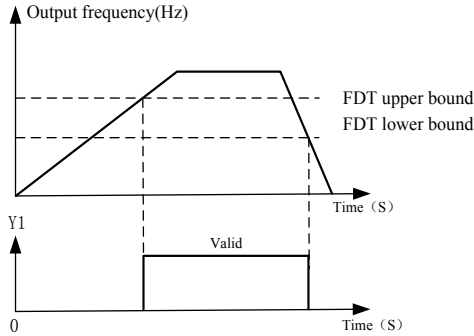 Output frequency(Hz)
FDT upper bound
FDT lower bound
Time（S）
Y1
Valid
0
Time（S）